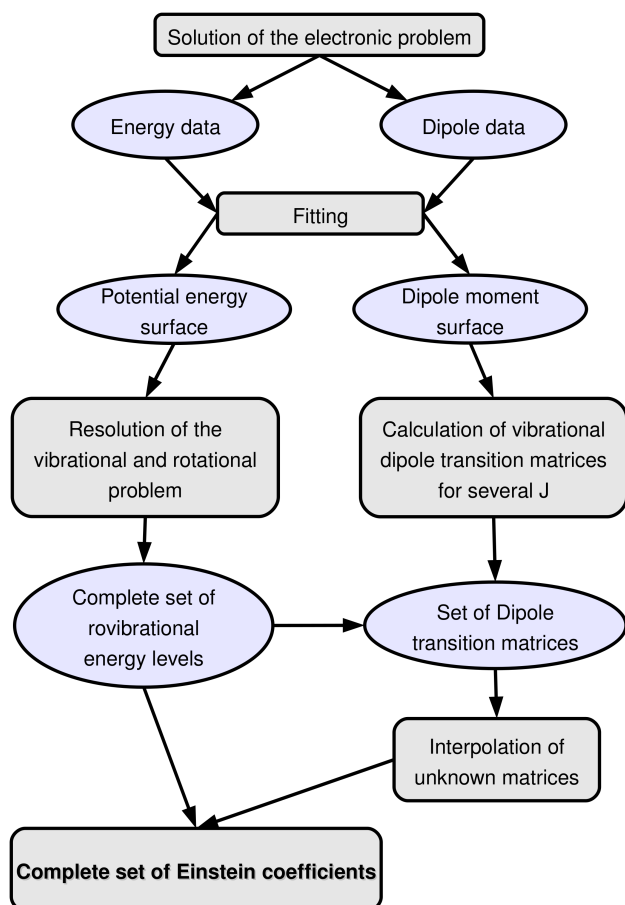 Solution of the electronic problem
Energy data
Dipole data
Fitting
Potential energy
surface
Dipole moment
surface
Resolution of the
vibrational and rotational
problem
Calculation of vibrational
dipole transition matrices
for several J
Complete set of
rovibrational
energy levels
Set of Dipole
transition matrices
Interpolation of
unknown matrices
Complete set of Einstein coefficients